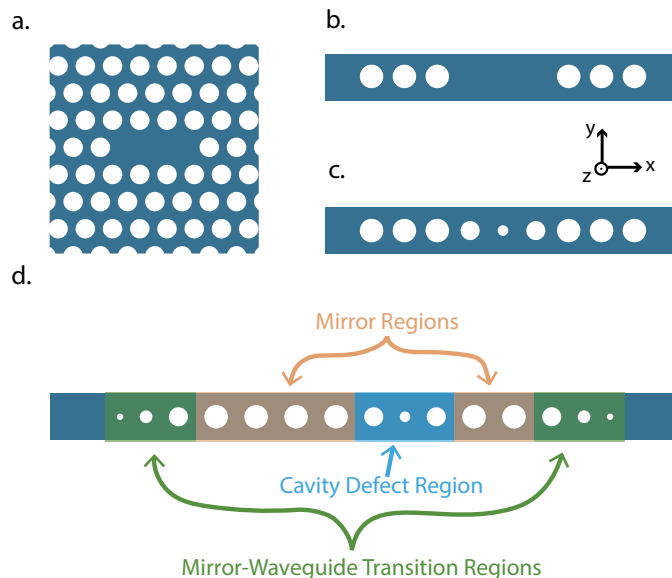 a.
b.
y
x
z
c.
d.
Mirror Regions
Cavity Defect Region
Mirror-Waveguide Transition Regions